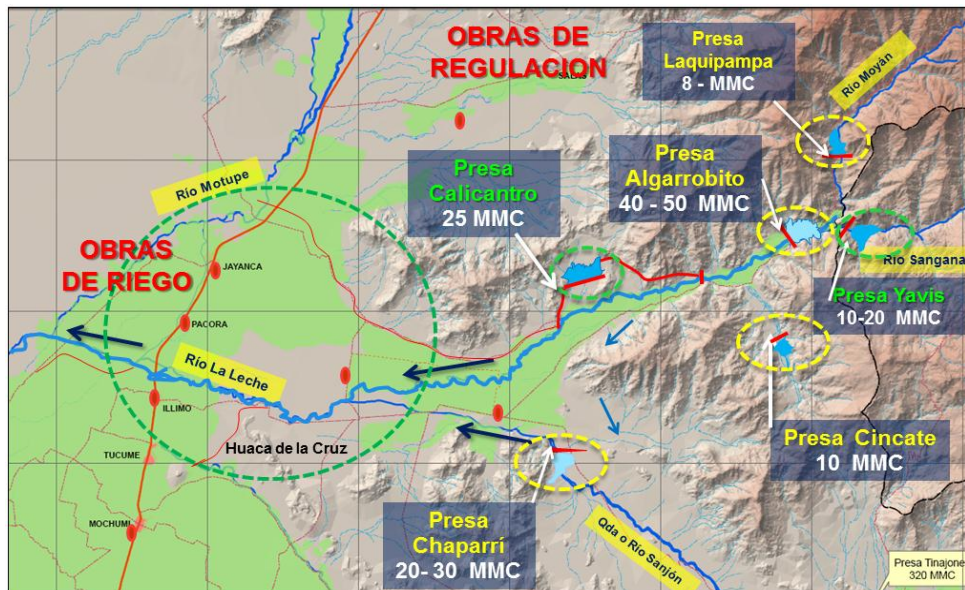 OBRAS DE
REGULACION
SALAS
Presa
Laquipampa
8 - MMC
Río Moyán
Presa
Algarrobito
40 - 50 MMC
Presa
Calicantro
25 MMC
Río Motupe
OBRAS
DE RIEGO
JAYANCA
PACORA
Río La Leche
ILLIMO
TUCUME
MOCHUMI
Huaca de la Cruz
Río Sangana
Presa Yavis
10-20 MMC
Presa Cincate
10 MMC
Presa
Chaparrí
20- 30 MMC
Qda o Río Sanjón
Presa Tinajone
320 MMC